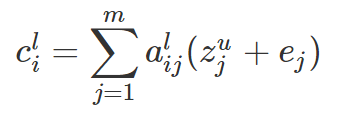 $c_i^l = \sum_{j=1}^{m} a_{ij}^l (z_j^u + e_j)$